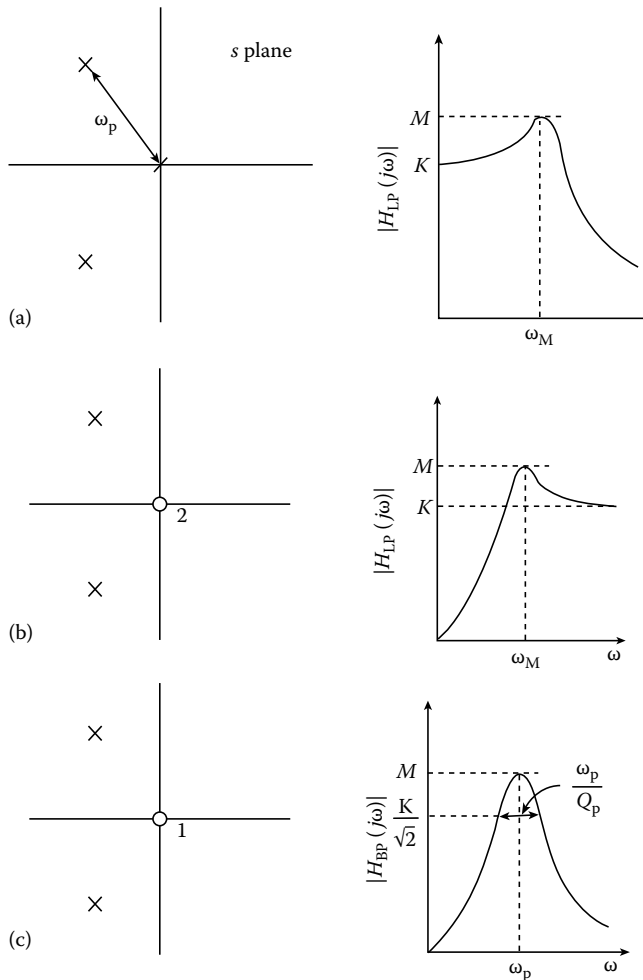 s plane
ω_p
(a)
|H_LP (jω)|
M
K
ω_M
2
(b)
|H_LP (jω)|
M
K
ω_M
ω
1
(c)
|H_BP (jω)|
M
K/√2
ω_p/Q_p
ω_p
ω